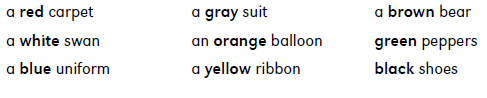 a red carpet
a gray suit
a brown bear
a white swan
an orange balloon
green peppers
a blue uniform
a yellow ribbon
black shoes